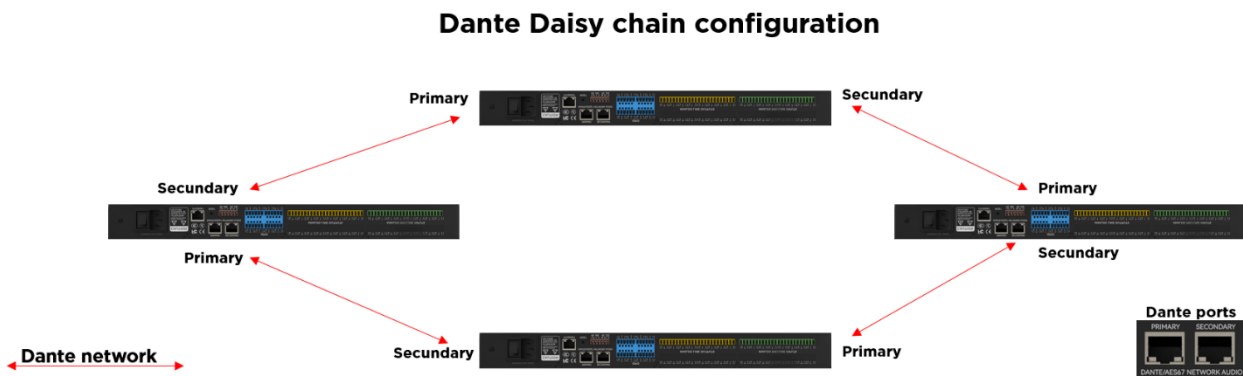 Dante Daisy chain configuration
Primary
Secundary
Secundary
Primary
Primary
Secundary
Secundary
Primary
Dante network
Dante ports
PRIMARY SECONDARY
DANTE/AES67 NETWORK AUDIO